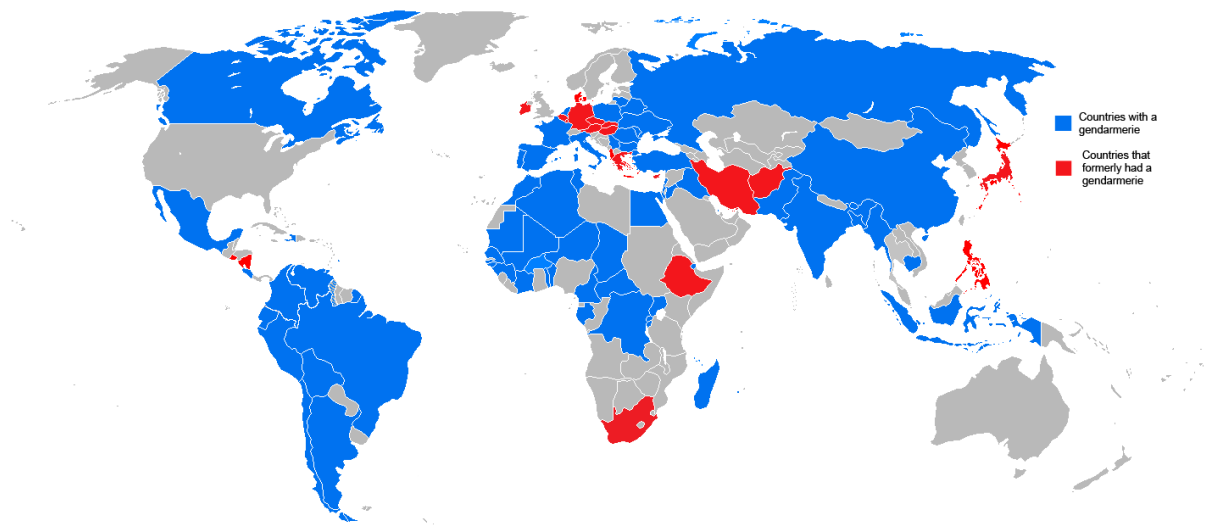 Countries with a
gendarmerie
Countries that
formerly had a
gendarmerie